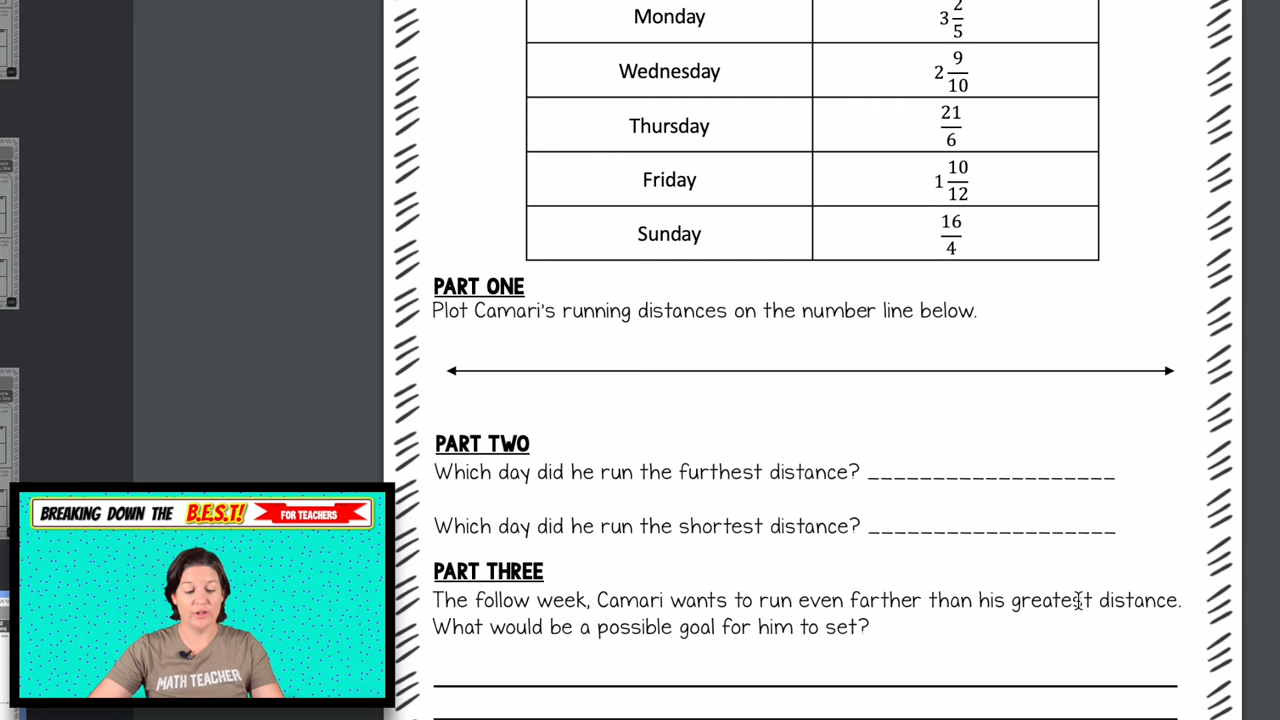 Monday 3 2/5
Wednesday 2 9/10
Thursday 21/6
Friday 1 10/12
Sunday 16/4
PART ONE
Plot Camari's running distances on the number line below.
PART TWO
Which day did he run the furthest distance? ___________________
Which day did he run the shortest distance? ___________________
PART THREE
The follow week, Camari wants to run even farther than his greatest distance.
What would be a possible goal for him to set?
BREAKING DOWN THE B.E.S.T! FOR TEACHERS
MATH TEACHER